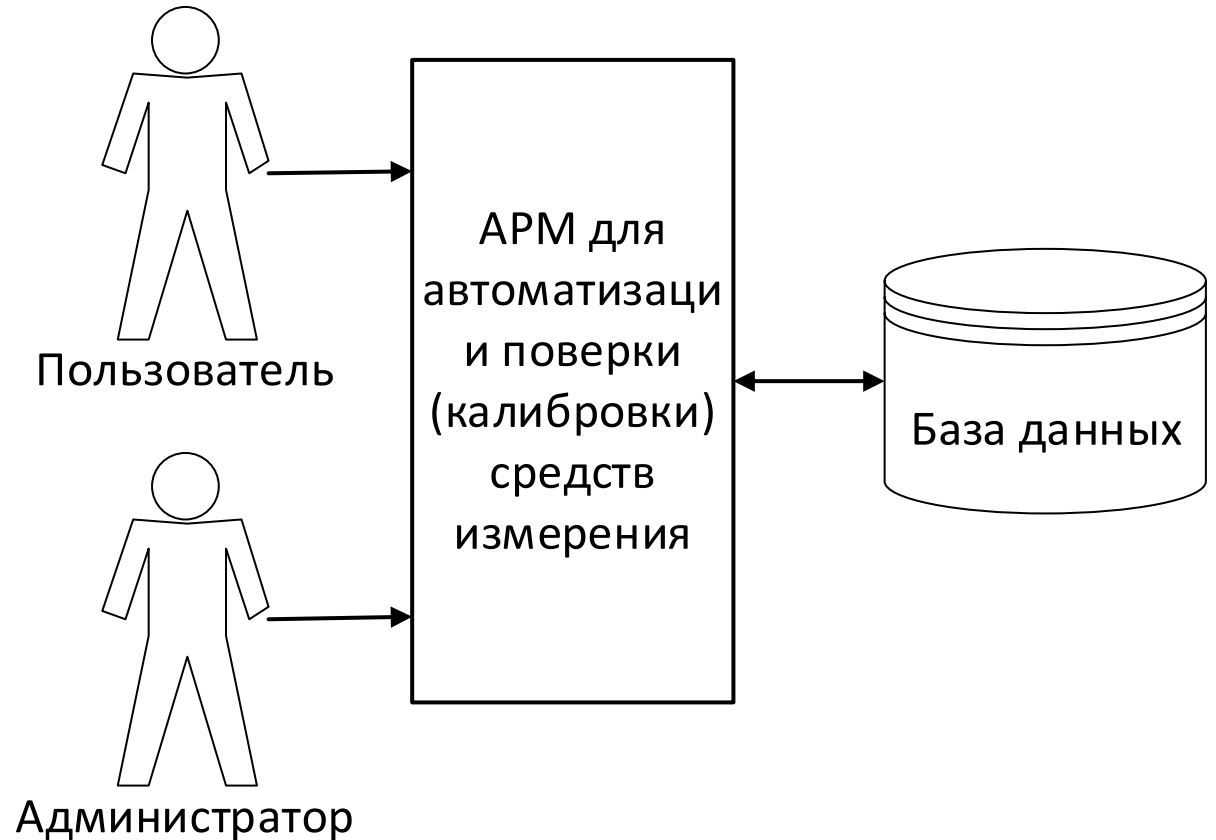 Пользователь
АРМ для
автоматизаци
и поверки
(калибровки)
средств
измерения
База данных
Администратор